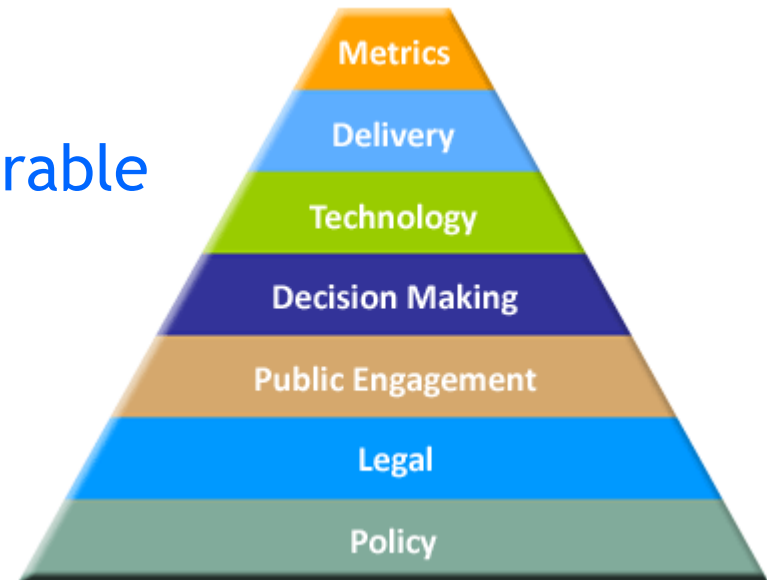 Metrics
Delivery
rable
Technology
Decision Making
Public Engagement
Legal
Policy